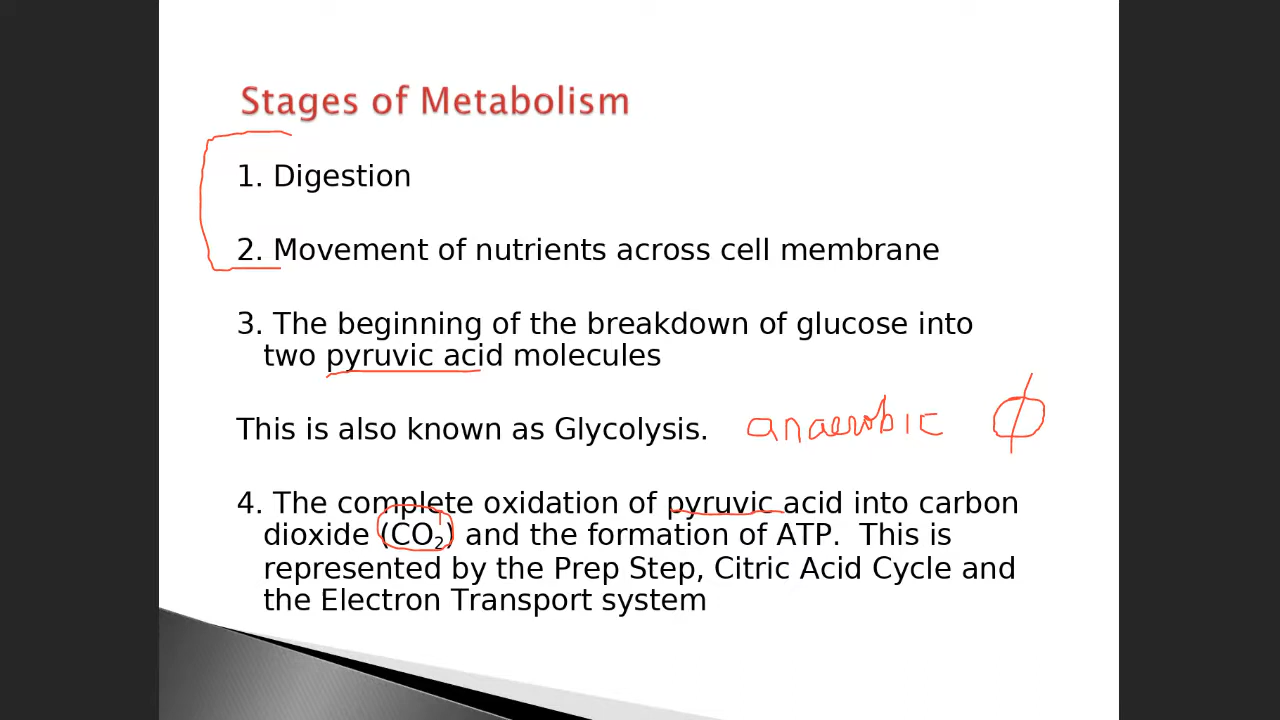 Stages of Metabolism
1. Digestion
2. Movement of nutrients across cell membrane
3. The beginning of the breakdown of glucose into
two pyruvic acid molecules
This is also known as Glycolysis. anaerobic ϕ
4. The complete oxidation of pyruvic acid into carbon
dioxide (CO₂) and the formation of ATP. This is
represented by the Prep Step, Citric Acid Cycle and
the Electron Transport system